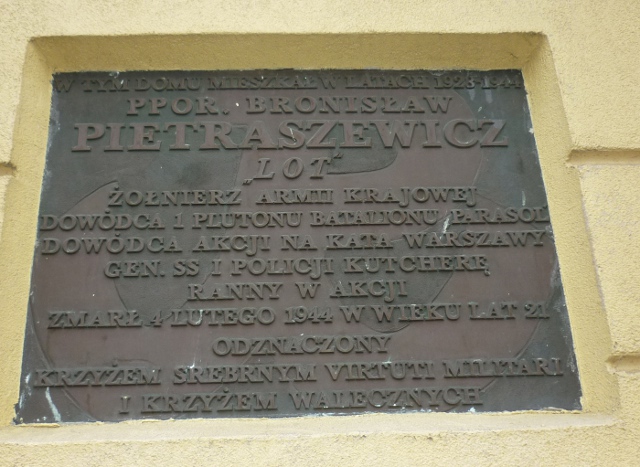 W TYM DOMU MIESZKAŁ W LATACH 1923-1944
PPOR. BRONISŁAW
PIETRASZEWICZ
„LOT”
ŻOŁNIERZ ARMII KRAJOWEJ
DOWÓDCA 1 PLUTONU BATALIONU PARASOL
DOWÓDCA AKCJI NA KATA WARSZAWY
GEN. SS I POLICJI KUTCHERĘ
RANNY W AKCJI
ZMARŁ 4 LUTEGO 1944 W WIEKU LAT 21
ODZNACZONY
KRZYŻEM SREBRNYM VIRTUTI MILITARI
I KRZYŻEM WALECZNYCH